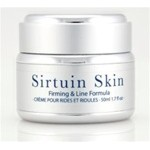 Sirtuin Skin
Firming & Line Formula
-CRÈME POUR RIDES ET RIDULES - 50ml 1.7 fl oz.